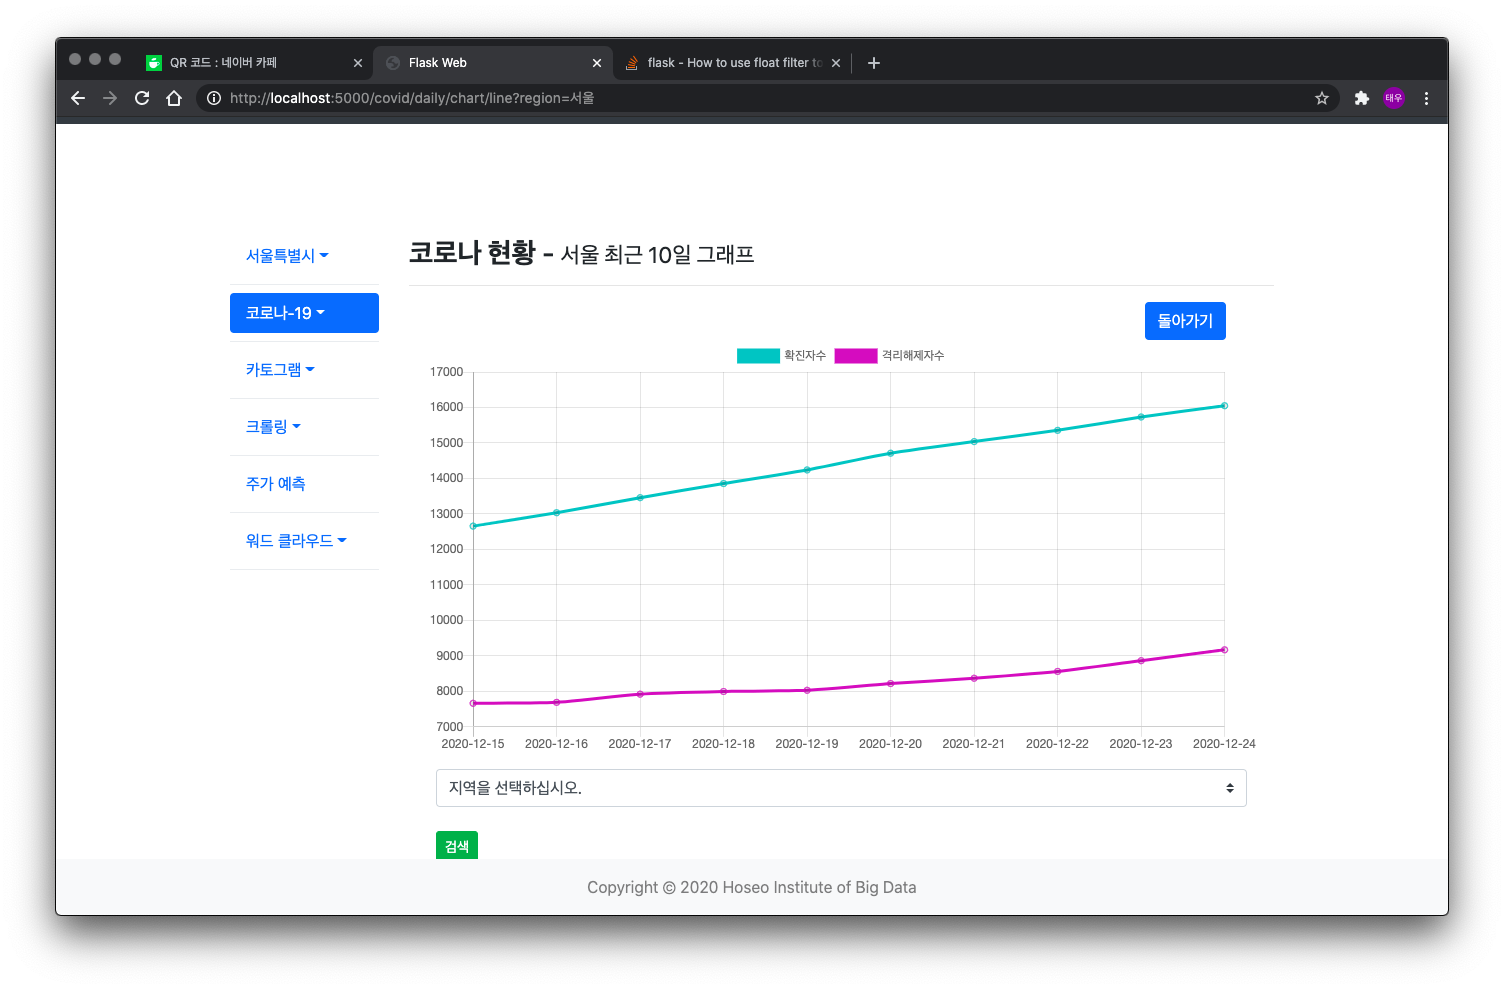 QR 코드 : 네이버 카페
Flask Web
flask - How to use float filter to
http://localhost:5000/covid/daily/chart/line?region=서울
태우
서울특별시
코로나-19
카토그램
크롤링
주가 예측
워드 클라우드
코로나 현황 - 서울 최근 10일 그래프
돌아가기
확진자수 격리해제자수
17000
16000
15000
14000
13000
12000
11000
10000
9000
8000
7000
2020-12-15 2020-12-16 2020-12-17 2020-12-18 2020-12-19 2020-12-20 2020-12-21 2020-12-22 2020-12-23 2020-12-24
지역을 선택하십시오.
검색
Copyright © 2020 Hoseo Institute of Big Data